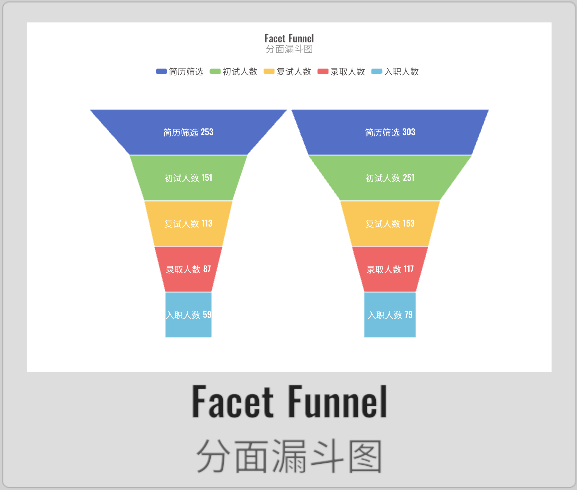 Facet Funnel
分面漏斗图
简历筛选 初试人数 复试人数 录取人数 入职人数
简历筛选 253
初试人数 151
复试人数 113
录取人数 87
入职人数 59
简历筛选 303
初试人数 251
复试人数 153
录取人数 117
入职人数 79
Facet Funnel
分面漏斗图